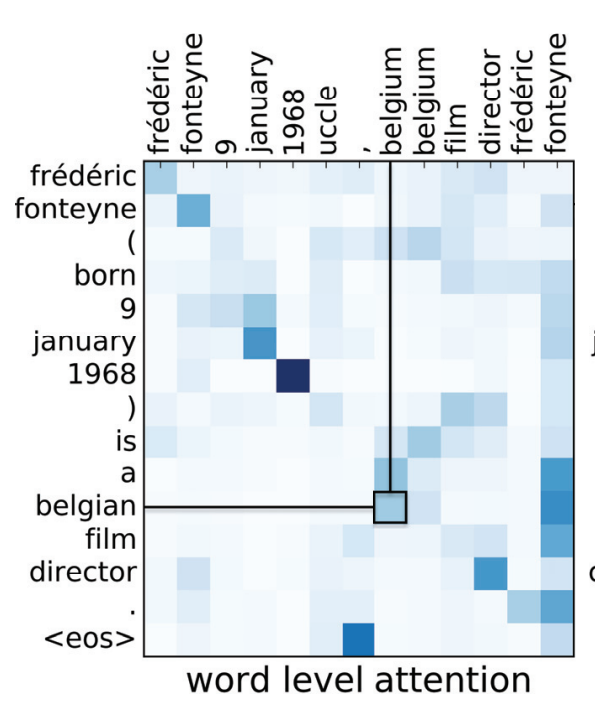 frédéric
fonteyne
9
january
1968
uccle
,
belgium
belgium
film
director
frédéric
fonteyne
frédéric
fonteyne
(
born
9
january
1968
)
is
a
belgian
film
director
.
<eos>
word level attention